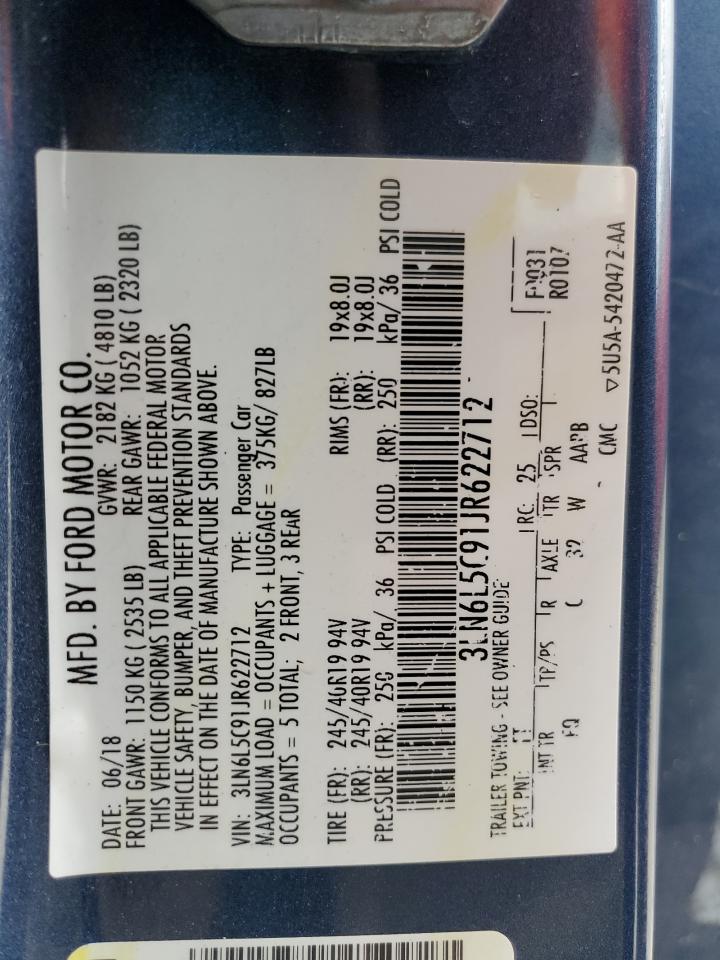 MFD. BY FORD MOTOR CO.
DATE: 06/18 GVWR: 2182 KG ( 4810 LB)
FRONT GAWR: 1150 KG ( 2535 LB) REAR GAWR: 1052 KG ( 2320 LB)
THIS VEHICLE CONFORMS TO ALL APPLICABLE FEDERAL MOTOR
VEHICLE SAFETY, BUMPER, AND THEFT PREVENTION STANDARDS
IN EFFECT ON THE DATE OF MANUFACTURE SHOWN ABOVE.
VIN: 3LN6L5C91JR622712 TYPE: Passenger Car
MAXIMUM LOAD = OCCUPANTS + LUGGAGE = 375KG/ 827LB
OCCUPANTS = 5 TOTAL; 2 FRONT, 3 REAR
TIRE (FR): 245/40R19 94V RIMS (FR): 19x8.0J
(RR): 245/40R19 94V (RR): 19x8.0J
PRESSURE (FR): 250 kPa/ 36 PSI COLD (RR): 250 kPa/ 36 PSI COLD
3LN6L5C91JR622712
TRAILER TOWING - SEE OWNER GUIDE
EXT PNT: RC: 25 DSO:
F0031
R0107
INT TR TP/PS R AXLE TR SPR
C 32 W
CMC
▽5U5A-5420472-AA